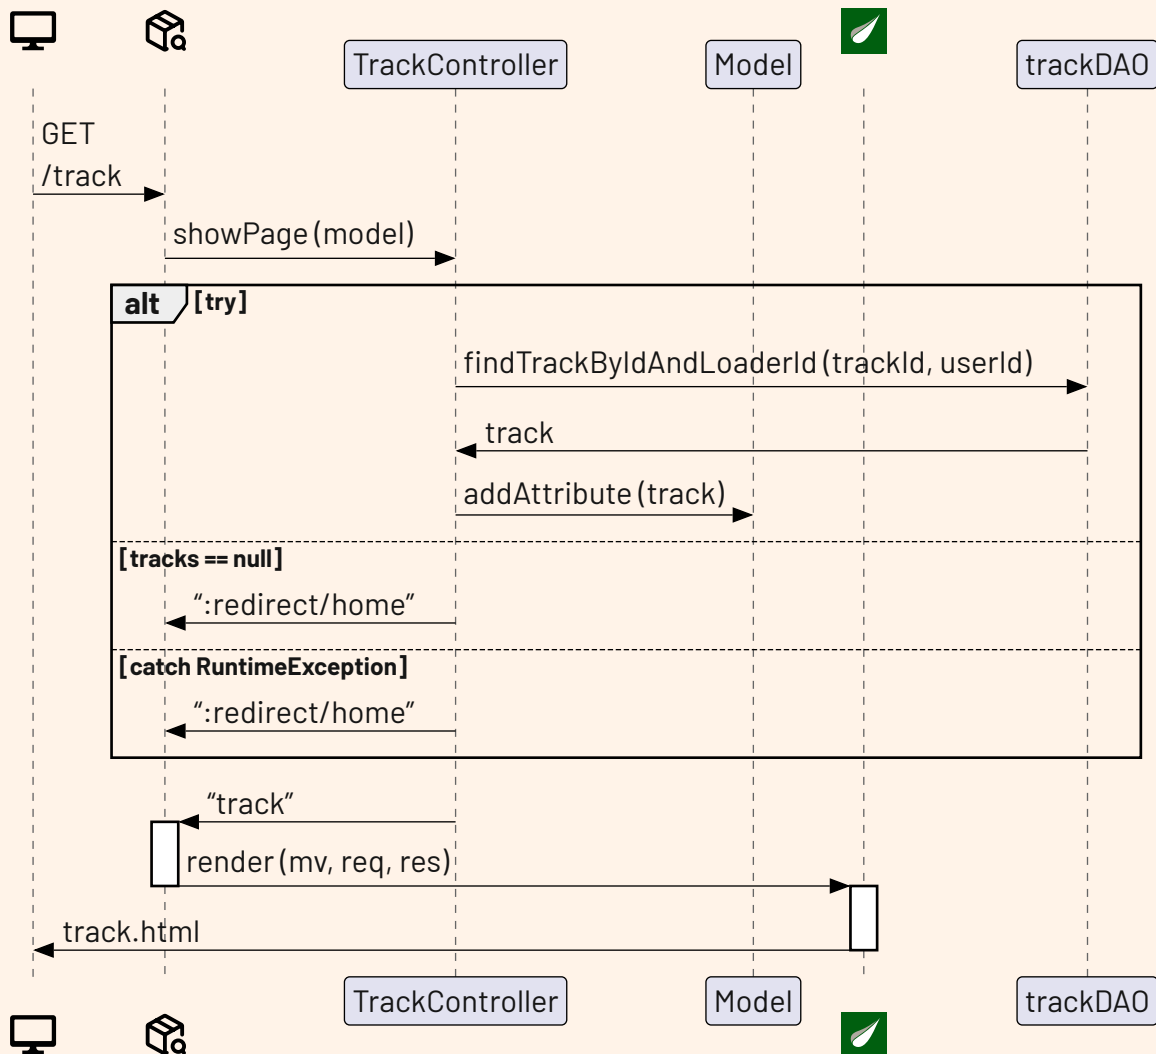 TrackController
Model
trackDAO
GET
/track
showPage (model)
alt [try]
findTrackByIdAndLoaderId (trackId, userId)
track
addAttribute (track)
[tracks == null]
“:redirect/home”
[catch RuntimeException]
“:redirect/home”
“track”
render (mv, req, res)
track.html
TrackController
Model
trackDAO